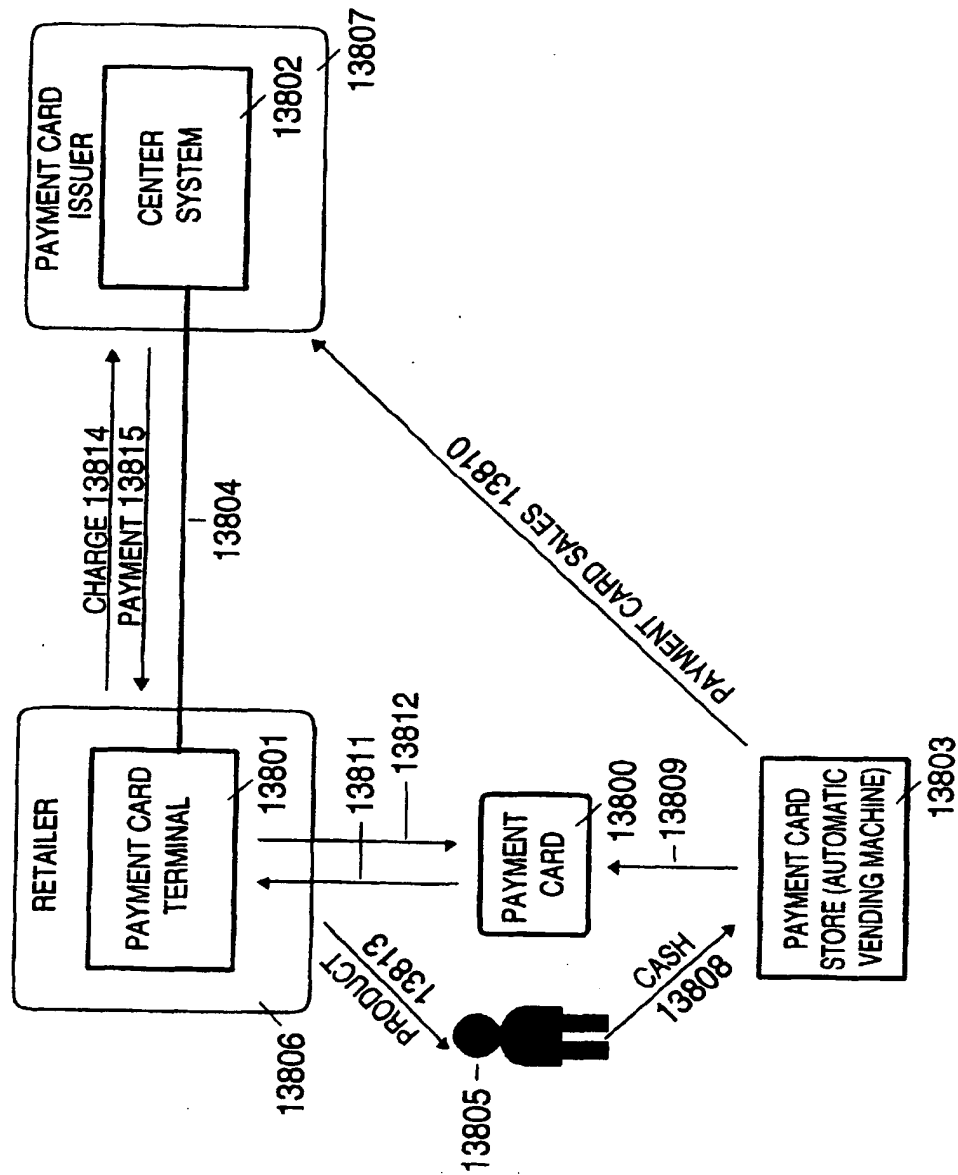 RETAILER
PAYMENT CARD
TERMINAL
13801
13806
CHARGE 13814
PAYMENT 13815
13804
PAYMENT CARD
ISSUER
CENTER
SYSTEM
13802
13807
13811
13812
PRODUCT
13813
13805
PAYMENT
CARD
13800
13809
CASH
13808
PAYMENT CARD
STORE (AUTOMATIC
VENDING MACHINE)
13803
PAYMENT CARD SALES 13810